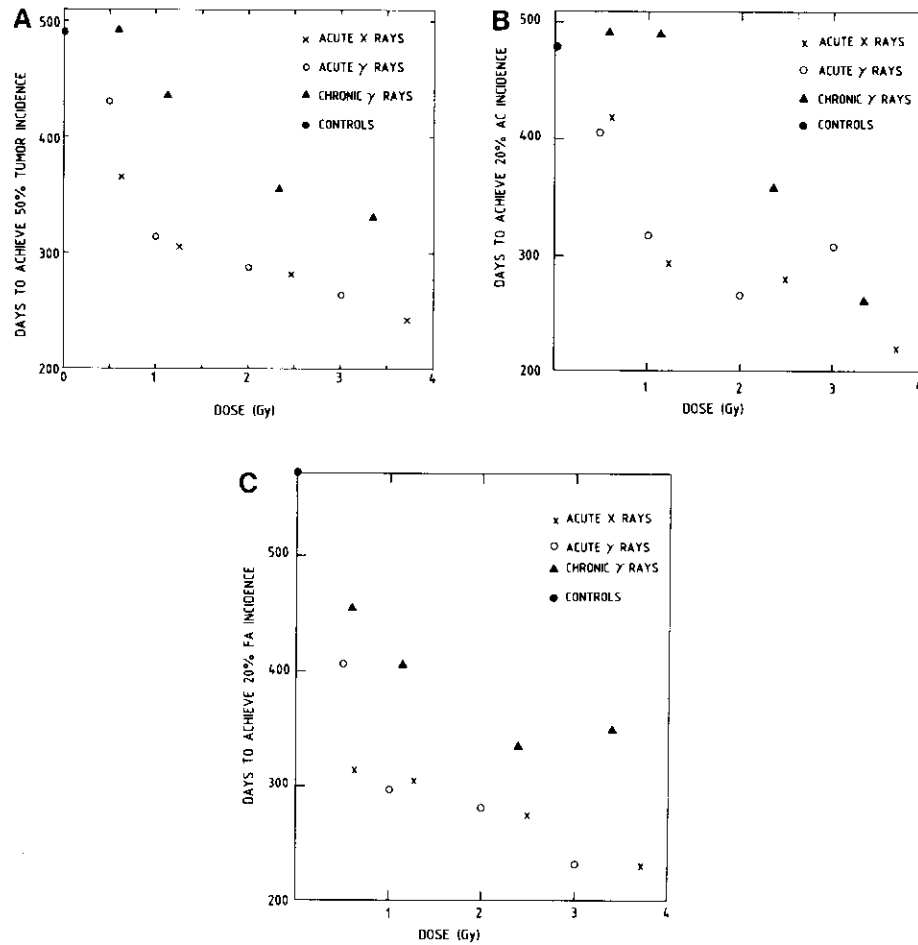 A
DAYS TO ACHIEVE 50% TUMOR INCIDENCE
500
400
300
200
× ACUTE X RAYS
○ ACUTE γ RAYS
▲ CHRONIC γ RAYS
● CONTROLS
0 1 2 3 4
DOSE (Gy)
B
DAYS TO ACHIEVE 20% AC INCIDENCE
500
400
300
200
× ACUTE X RAYS
○ ACUTE γ RAYS
▲ CHRONIC γ RAYS
● CONTROLS
1 2 3 4
DOSE (Gy)
C
DAYS TO ACHIEVE 20% FA INCIDENCE
500
400
300
200
× ACUTE X RAYS
○ ACUTE γ RAYS
▲ CHRONIC γ RAYS
● CONTROLS
1 2 3 4
DOSE (Gy)